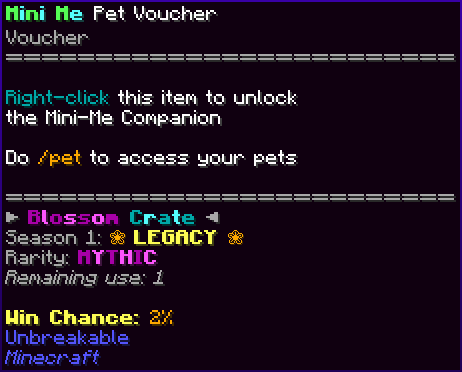 Mini Me Pet Voucher
Voucher
Right-click this item to unlock
the Mini-Me Companion
Do /pet to access your pets
► Blossom Crate ◄
Season 1: ❀ LEGACY ❀
Rarity: MYTHIC
Remaining use: 1
Win Chance: 2%
Unbreakable
Minecraft